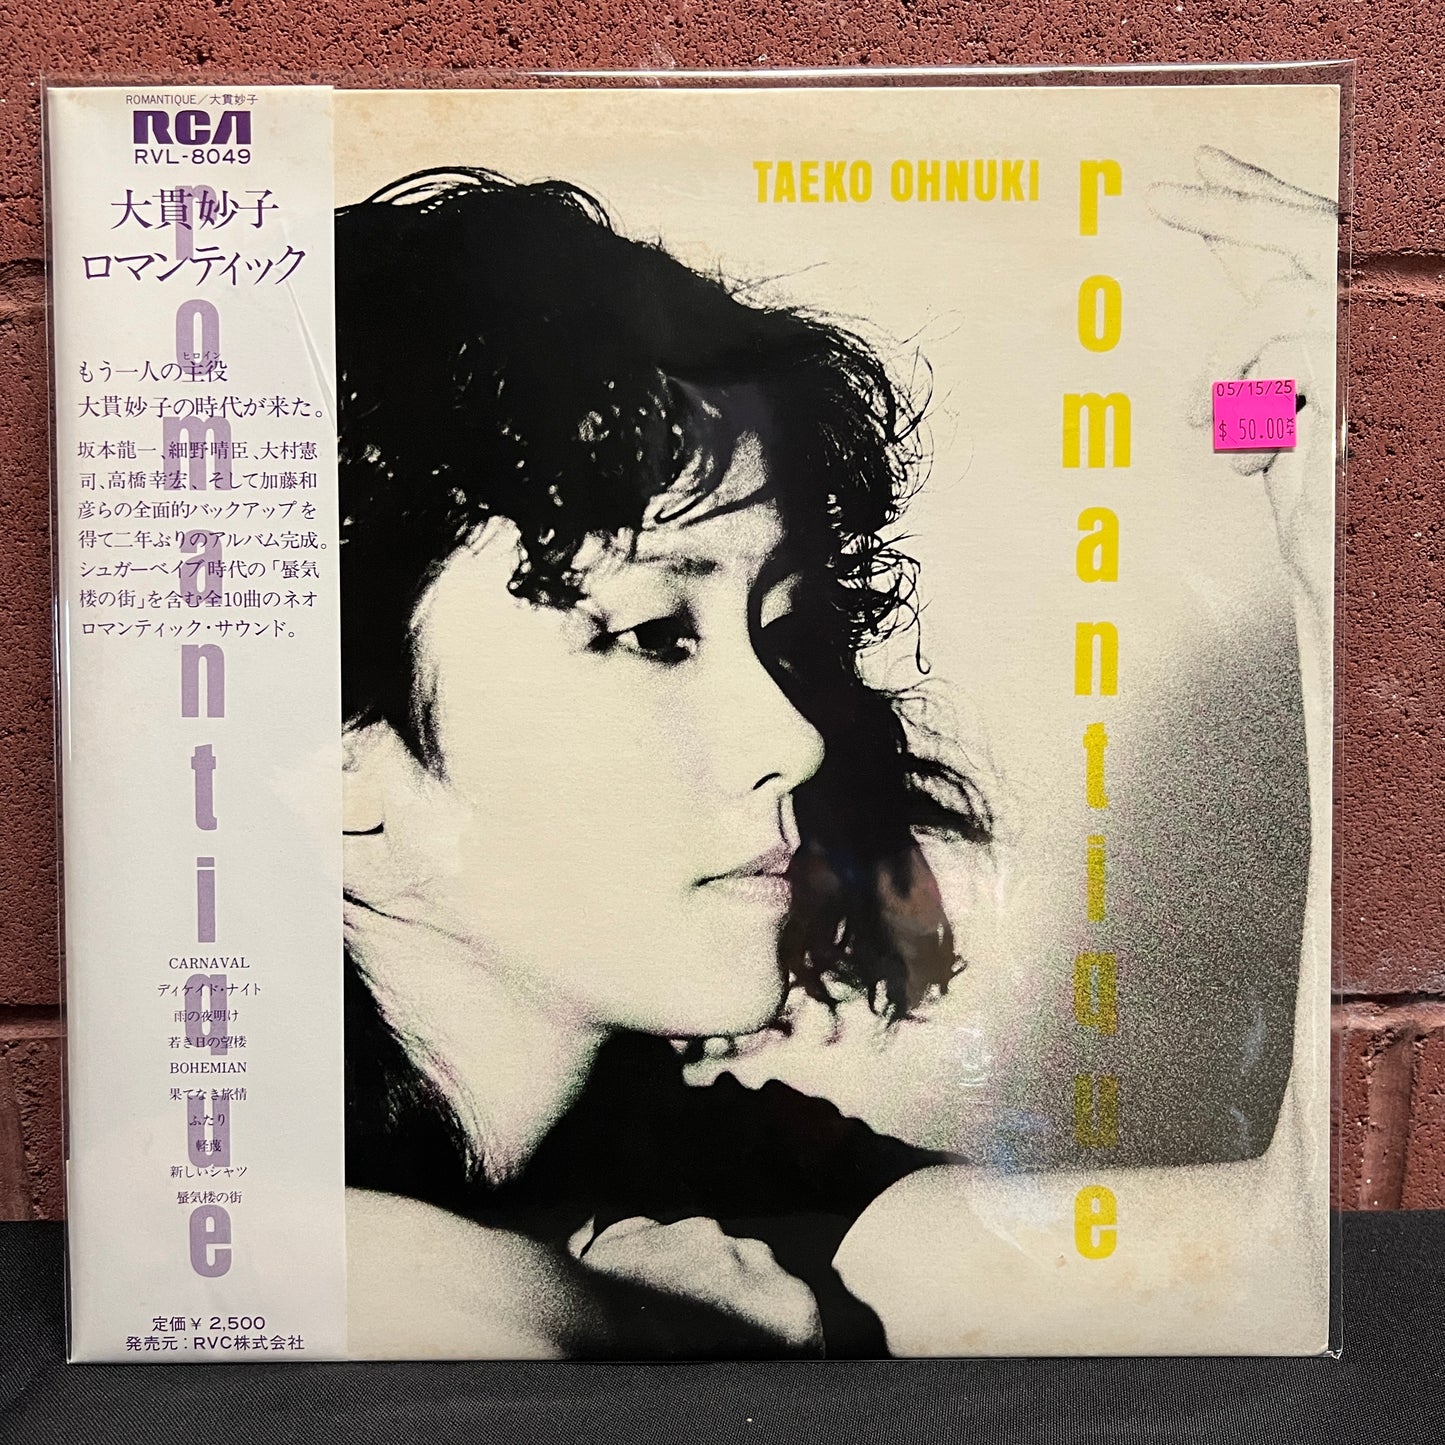 ROMANTIQUE／大貫妙子
RCA
RVL-8049
大貫妙子
ロマンティック
ヒロイン
もう一人の主役
大貫妙子の時代が来た。
坂本龍一、細野晴臣、大村憲
司、高橋幸宏、そして加藤和
彦らの全面的バックアップを
得て二年ぶりのアルバム完成。
シュガーベイブ時代の「蜃気
楼の街」を含む全10曲のネオ
ロマンティック・サウンド。
romantique
CARNAVAL
ディケイド・ナイト
雨の夜明け
若き日の望楼
BOHEMIAN
果てなき旅情
ふたり
軽蔑
新しいシャツ
蜃気楼の街
定価￥2,500
発売元：RVC株式会社
TAEKO OHNUKI
romantique
05/15/25
$ 50.00